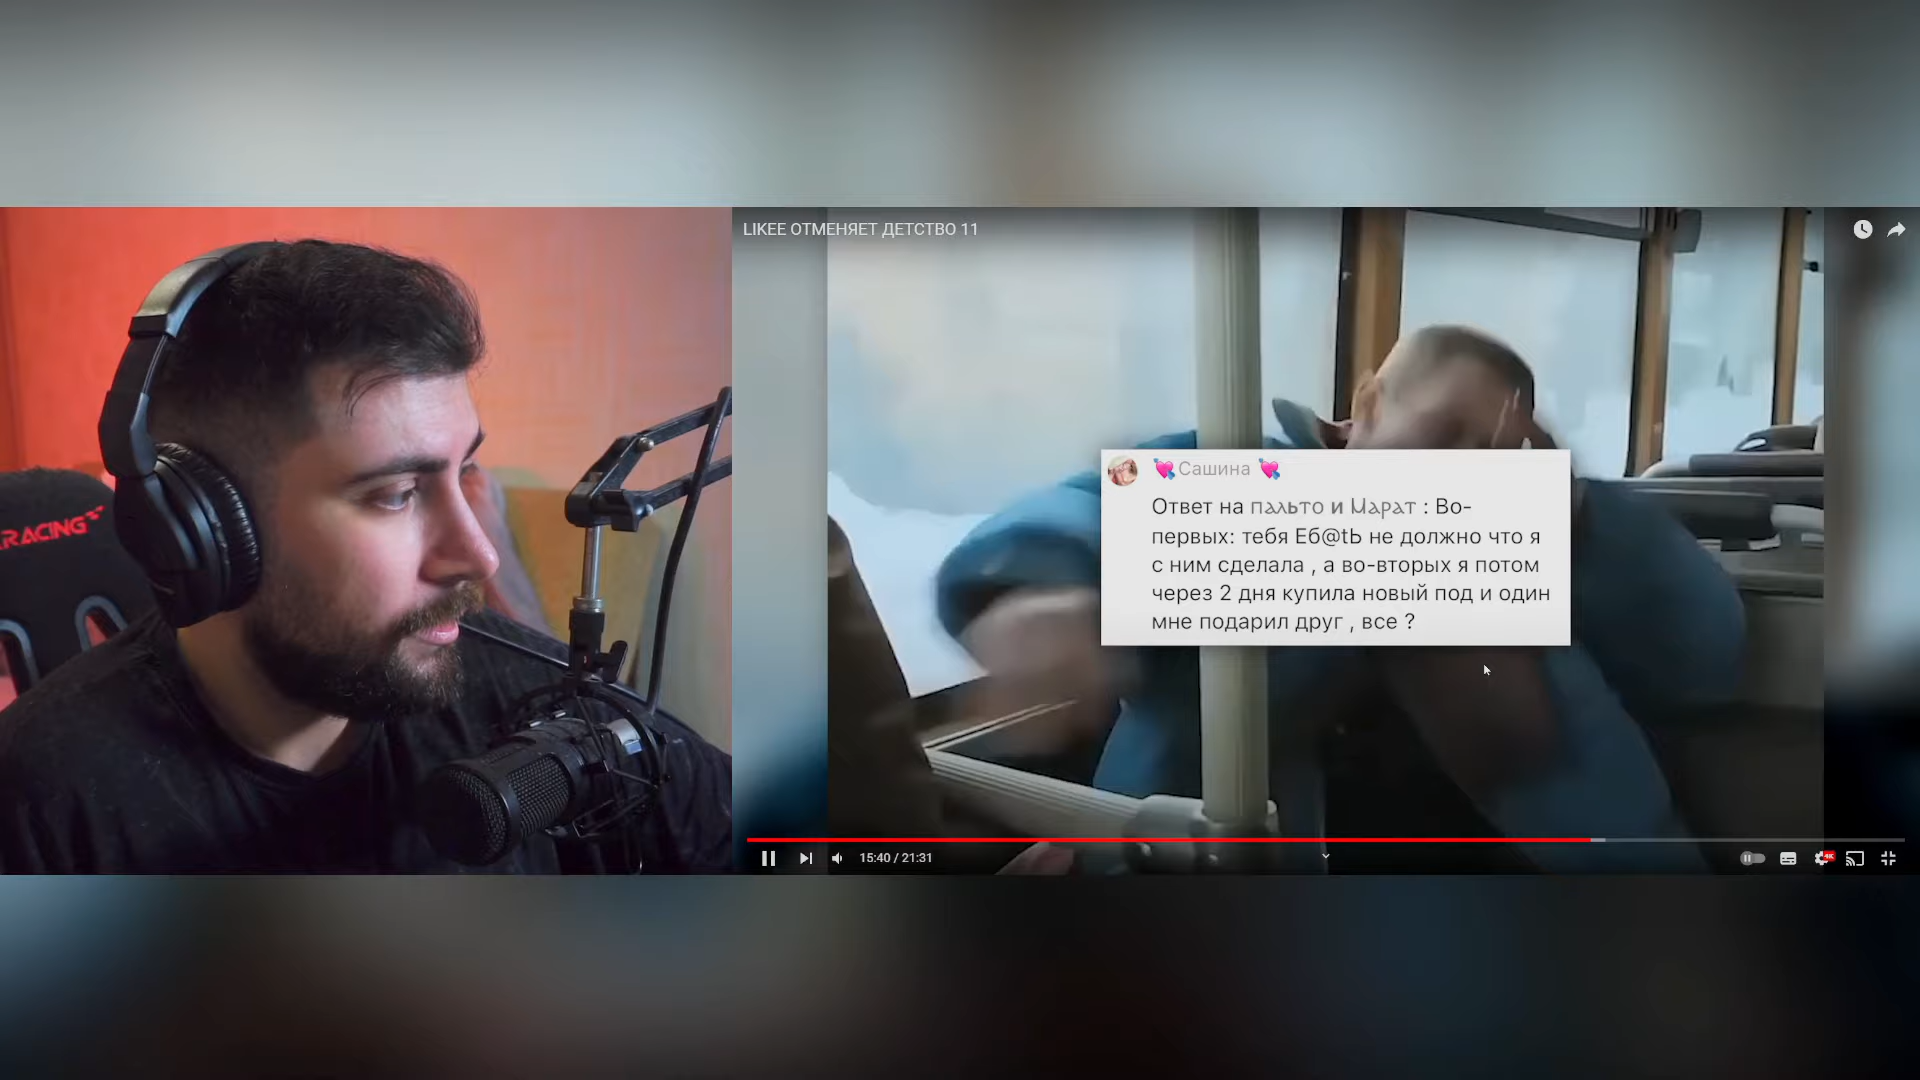 LIKEE ОТМЕНЯЕТ ДЕТСТВО 11
RACING
💘 Сашина 💘
Ответ на пальто и Марат : Во-
первых: тебя Еб@tЬ не должно что я
с ним сделала , а во-вторых я потом
через 2 дня купила новый под и один
мне подарил друг , все ?
15:40 / 21:31
4K